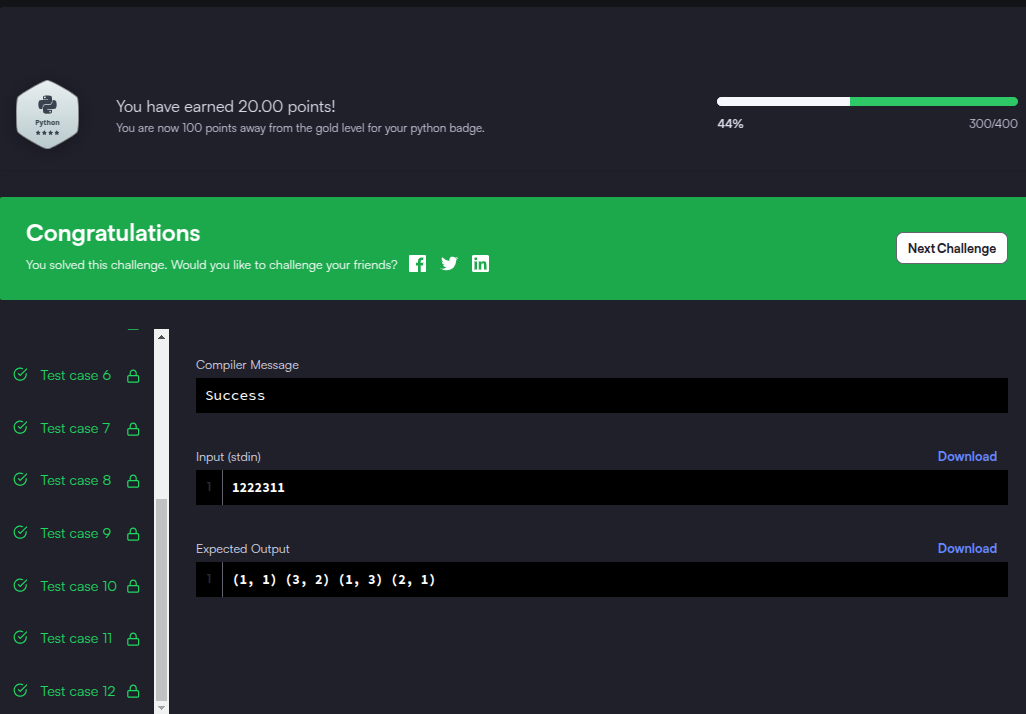 You have earned 20.00 points!
Python
You are now 100 points away from the gold level for your python badge.
44%
300/400
Congratulations
You solved this challenge. Would you like to challenge your friends?
Next Challenge
Test case 6
Test case 7
Test case 8
Test case 9
Test case 10
Test case 11
Test case 12
Compiler Message
Success
Input (stdin)
Download
1 1222311
Expected Output
Download
1 (1, 1) (3, 2) (1, 3) (2, 1)